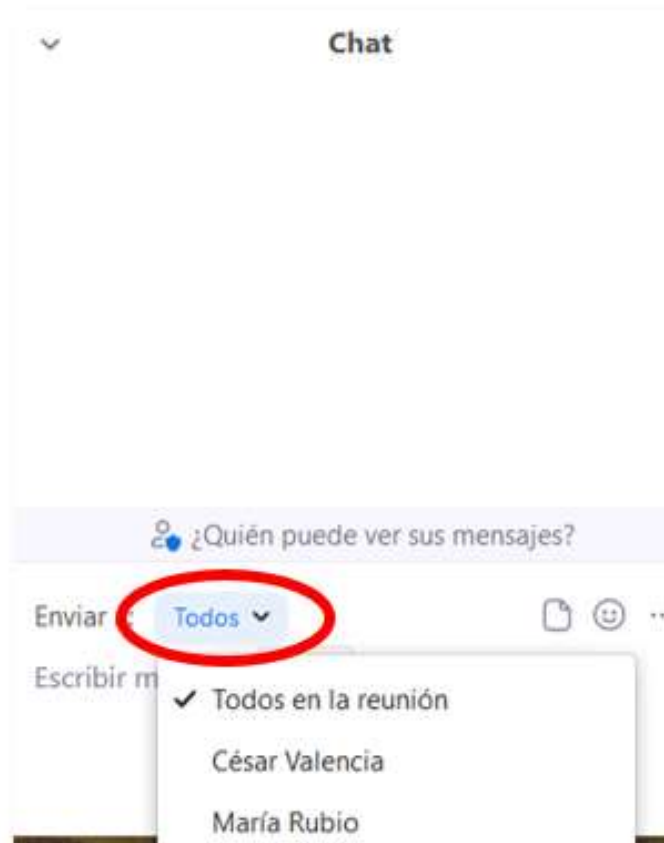 Chat
¿Quién puede ver sus mensajes?
Enviar Todos
Escribir m
Todos en la reunión
César Valencia
María Rubio